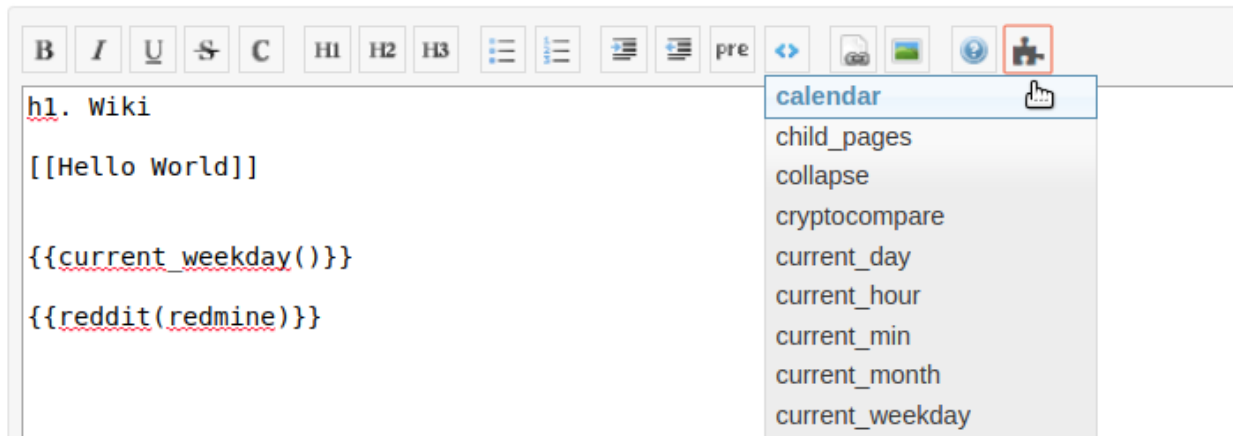 B I U S C H1 H2 H3 pre <> ?
h1. Wiki
[[Hello World]]
{{current_weekday()}}
{{reddit(redmine)}}
calendar
child_pages
collapse
cryptocompare
current_day
current_hour
current_min
current_month
current_weekday